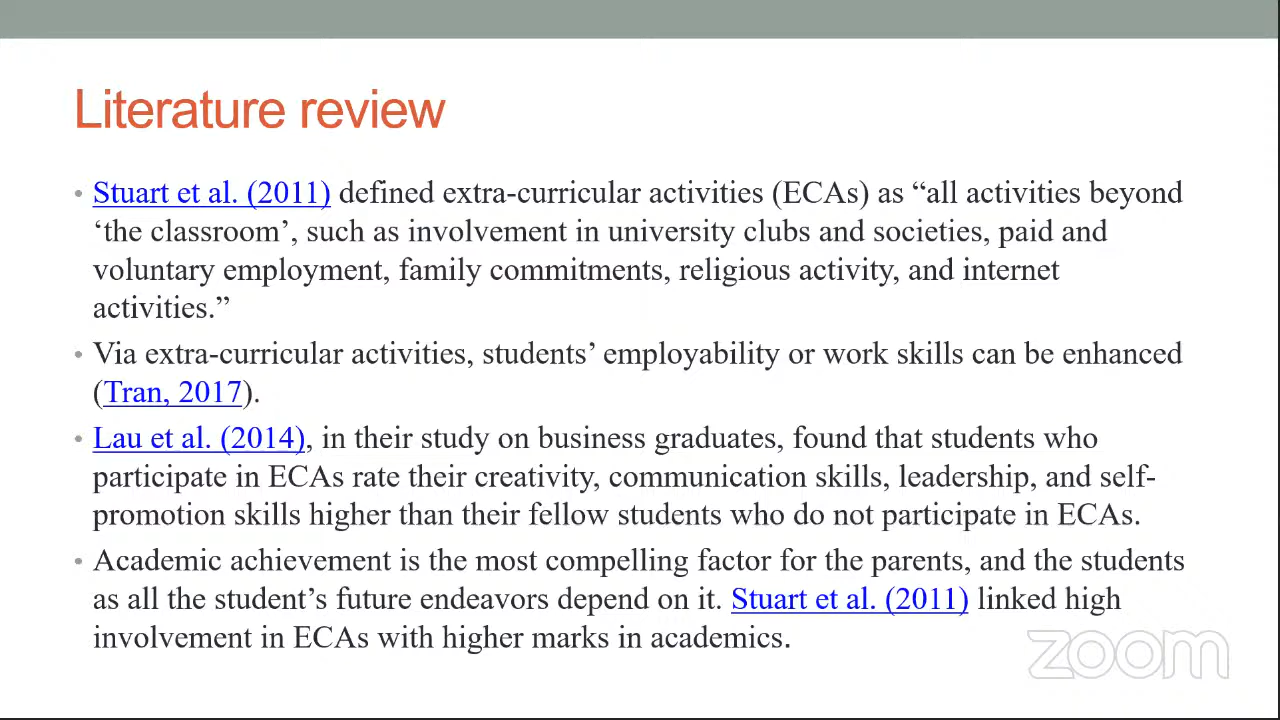 Literature review
• Stuart et al. (2011) defined extra-curricular activities (ECAs) as “all activities beyond
‘the classroom’, such as involvement in university clubs and societies, paid and
voluntary employment, family commitments, religious activity, and internet
activities.”
• Via extra-curricular activities, students’ employability or work skills can be enhanced
(Tran, 2017).
• Lau et al. (2014), in their study on business graduates, found that students who
participate in ECAs rate their creativity, communication skills, leadership, and self-
promotion skills higher than their fellow students who do not participate in ECAs.
• Academic achievement is the most compelling factor for the parents, and the students
as all the student’s future endeavors depend on it. Stuart et al. (2011) linked high
involvement in ECAs with higher marks in academics.
zoom